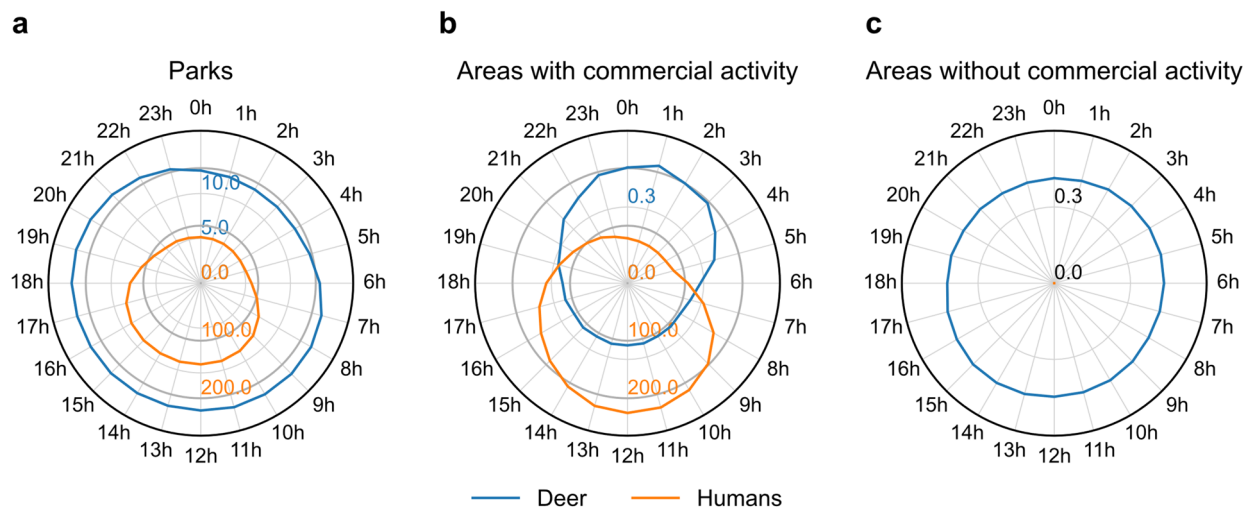 a
Parks
0h
1h
2h
3h
4h
5h
6h
7h
8h
9h
10h
11h
12h
13h
14h
15h
16h
17h
18h
19h
20h
21h
22h
23h
10.0
5.0
0.0
100.0
200.0
b
Areas with commercial activity
0h
1h
2h
3h
4h
5h
6h
7h
8h
9h
10h
11h
12h
13h
14h
15h
16h
17h
18h
19h
20h
21h
22h
23h
0.3
0.0
100.0
200.0
c
Areas without commercial activity
0h
1h
2h
3h
4h
5h
6h
7h
8h
9h
10h
11h
12h
13h
14h
15h
16h
17h
18h
19h
20h
21h
22h
23h
0.3
0.0
Deer
Humans